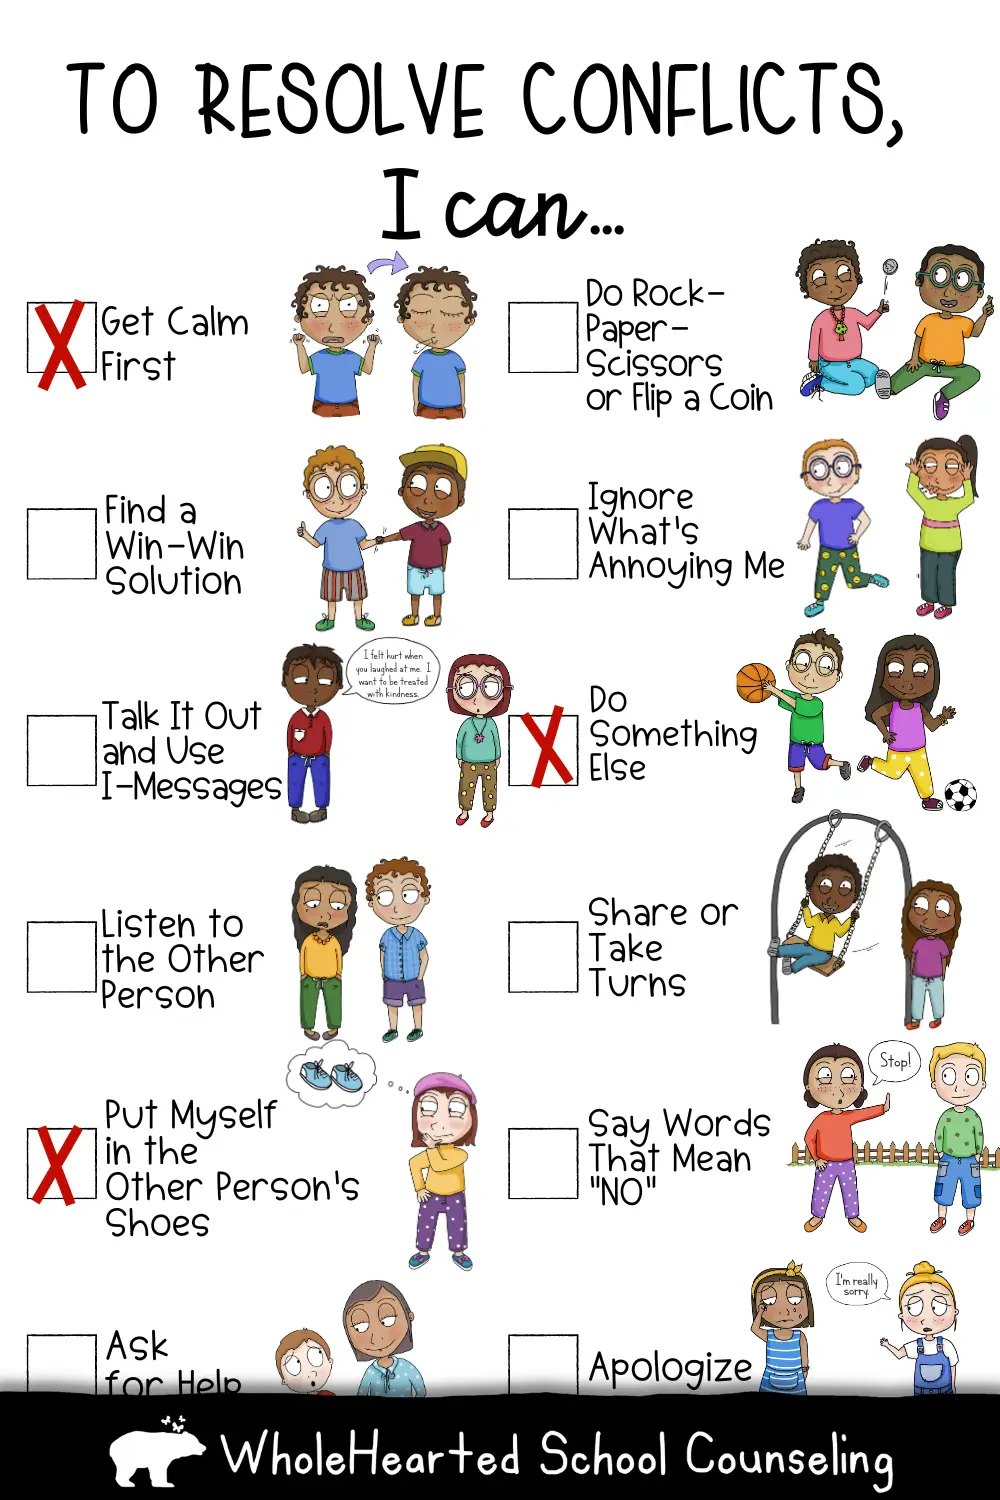 TO RESOLVE CONFLICTS,
I can...
Get Calm
First
Do Rock-
Paper-
Scissors
or Flip a Coin
Find a
Win-Win
Solution
Ignore
What's
Annoying Me
I felt hurt when
you laughed at me. I
want to be treated
with kindness.
Talk It Out
and Use
I-Messages
Do
Something
Else
Listen to
the Other
Person
Share or
Take
Turns
Put Myself
in the
Other Person's
Shoes
Stop!
Say Words
That Mean
"NO"
Ask
for Help
I'm really
sorry.
Apologize
WholeHearted School Counseling